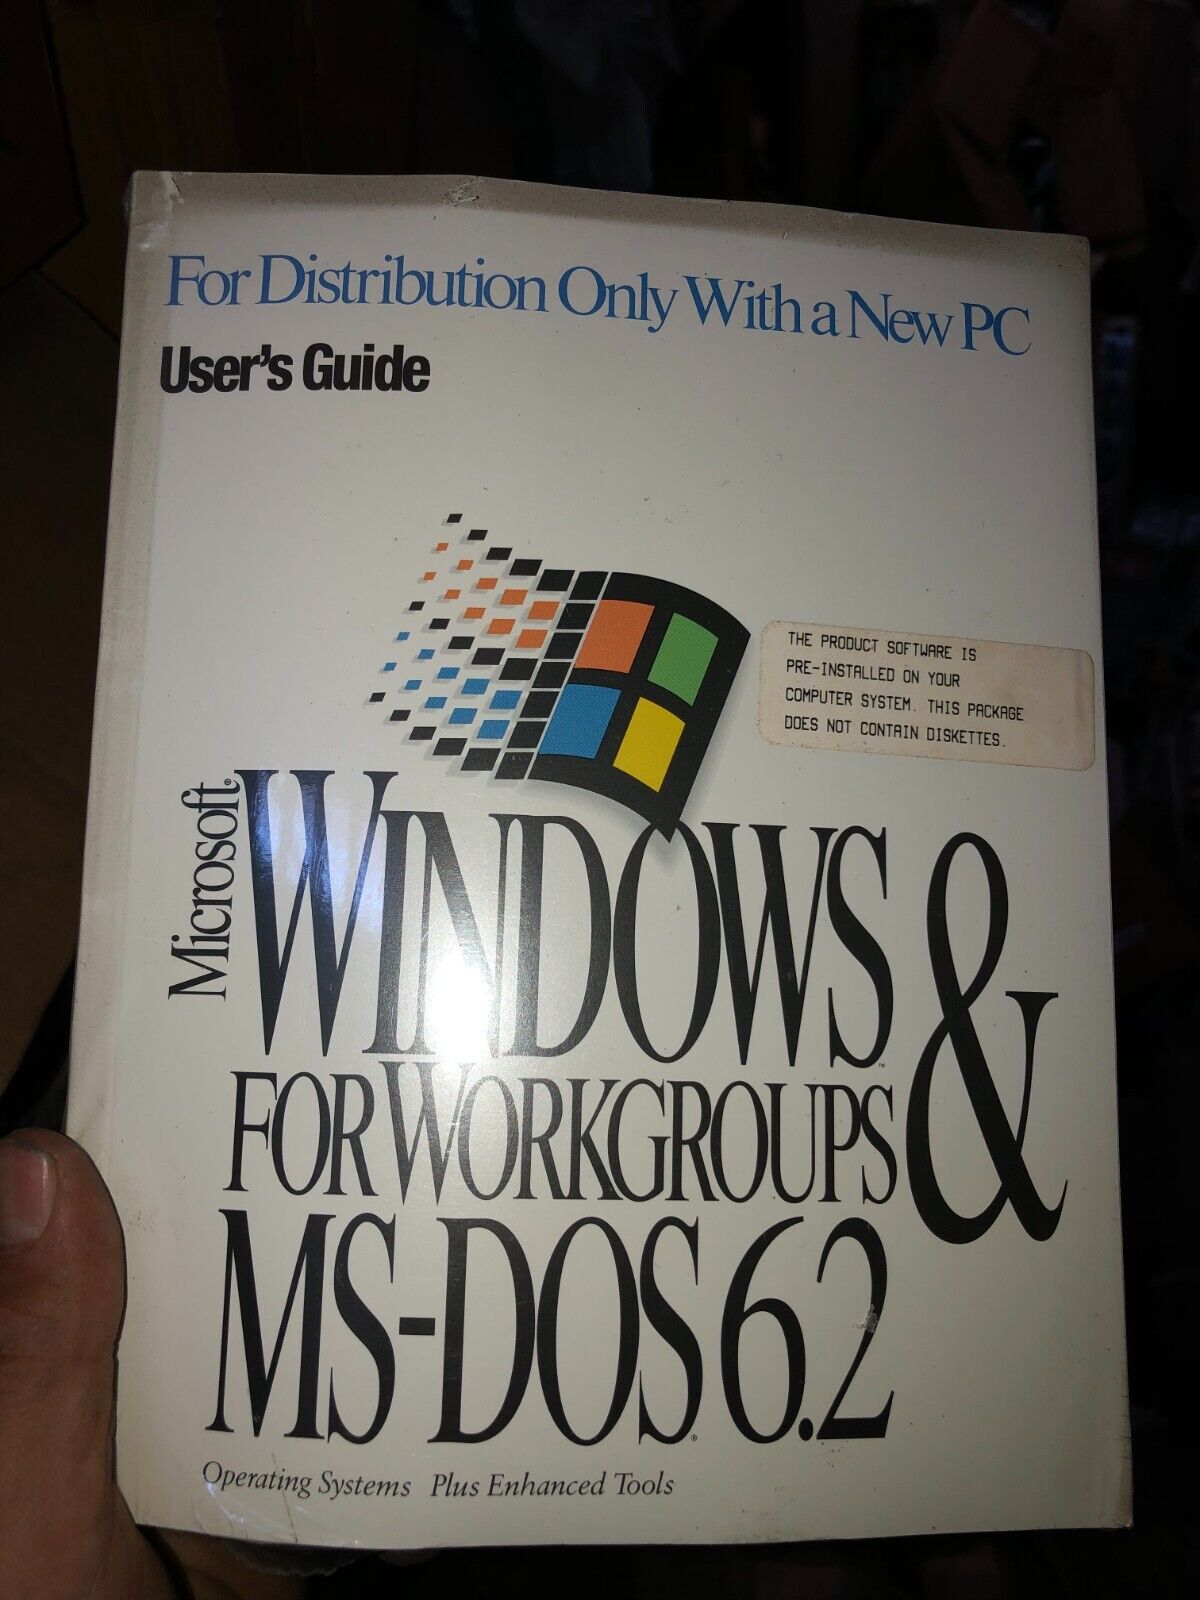 For Distribution Only With a New PC
User's Guide
THE PRODUCT SOFTWARE IS
PRE-INSTALLED ON YOUR
COMPUTER SYSTEM. THIS PACKAGE
DOES NOT CONTAIN DISKETTES.
Microsoft®
WINDOWS™ &
FOR WORKGROUPS
MS-DOS® 6.2
Operating Systems Plus Enhanced Tools